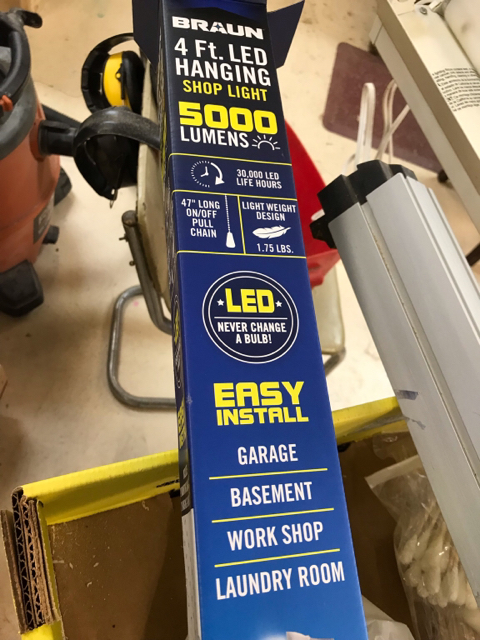 BRAUN
4 Ft. LED
HANGING
SHOP LIGHT
5000
LUMENS
30,000 LED
LIFE HOURS
47" LONG
ON/OFF
PULL
CHAIN
LIGHT WEIGHT
DESIGN
1.75 LBS.
LED
NEVER CHANGE
A BULB!
EASY
INSTALL
GARAGE
BASEMENT
WORK SHOP
LAUNDRY ROOM